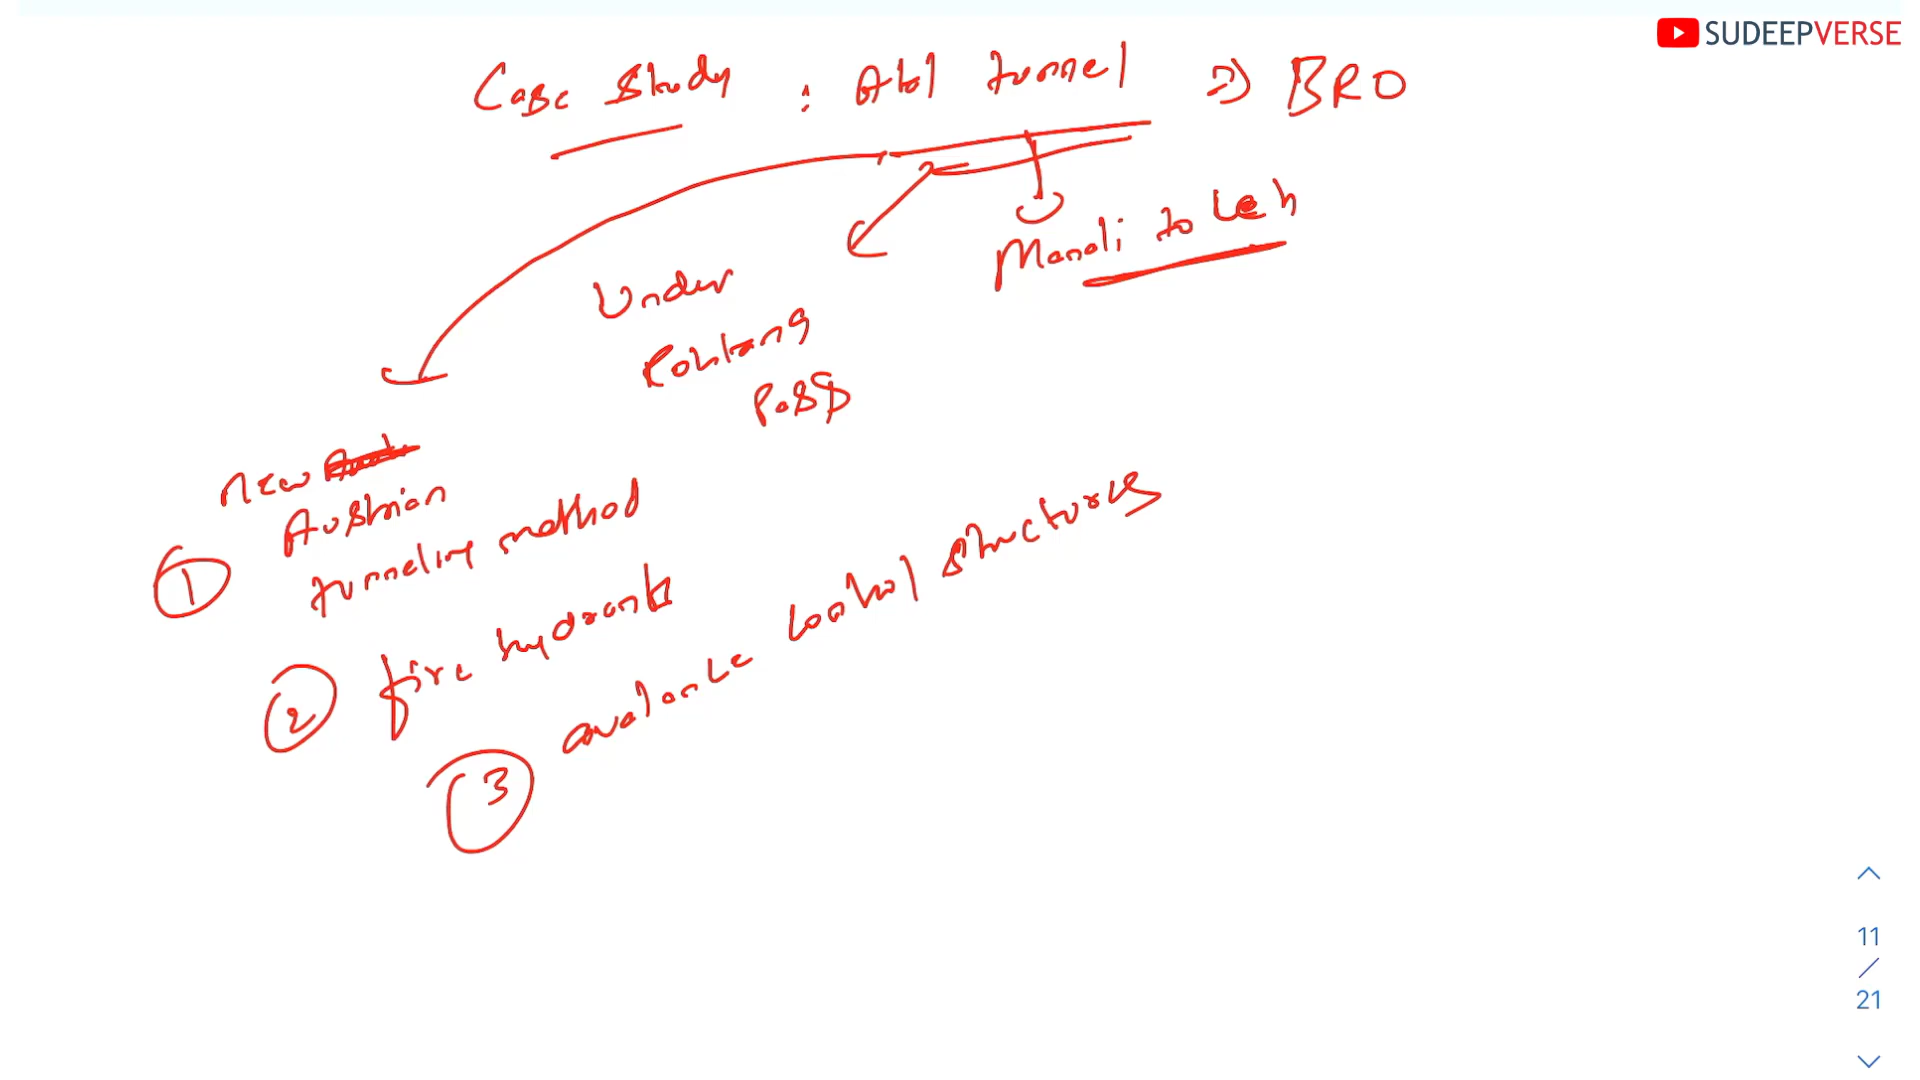 SUDEEPVERSE
Case Study : Atal tunnel => BRO
Manali to Leh
Under
Rohtang
Pass
New
Austrian
tunneling method
1
2 fire hydrants
3 avalance control structures
11
/
21